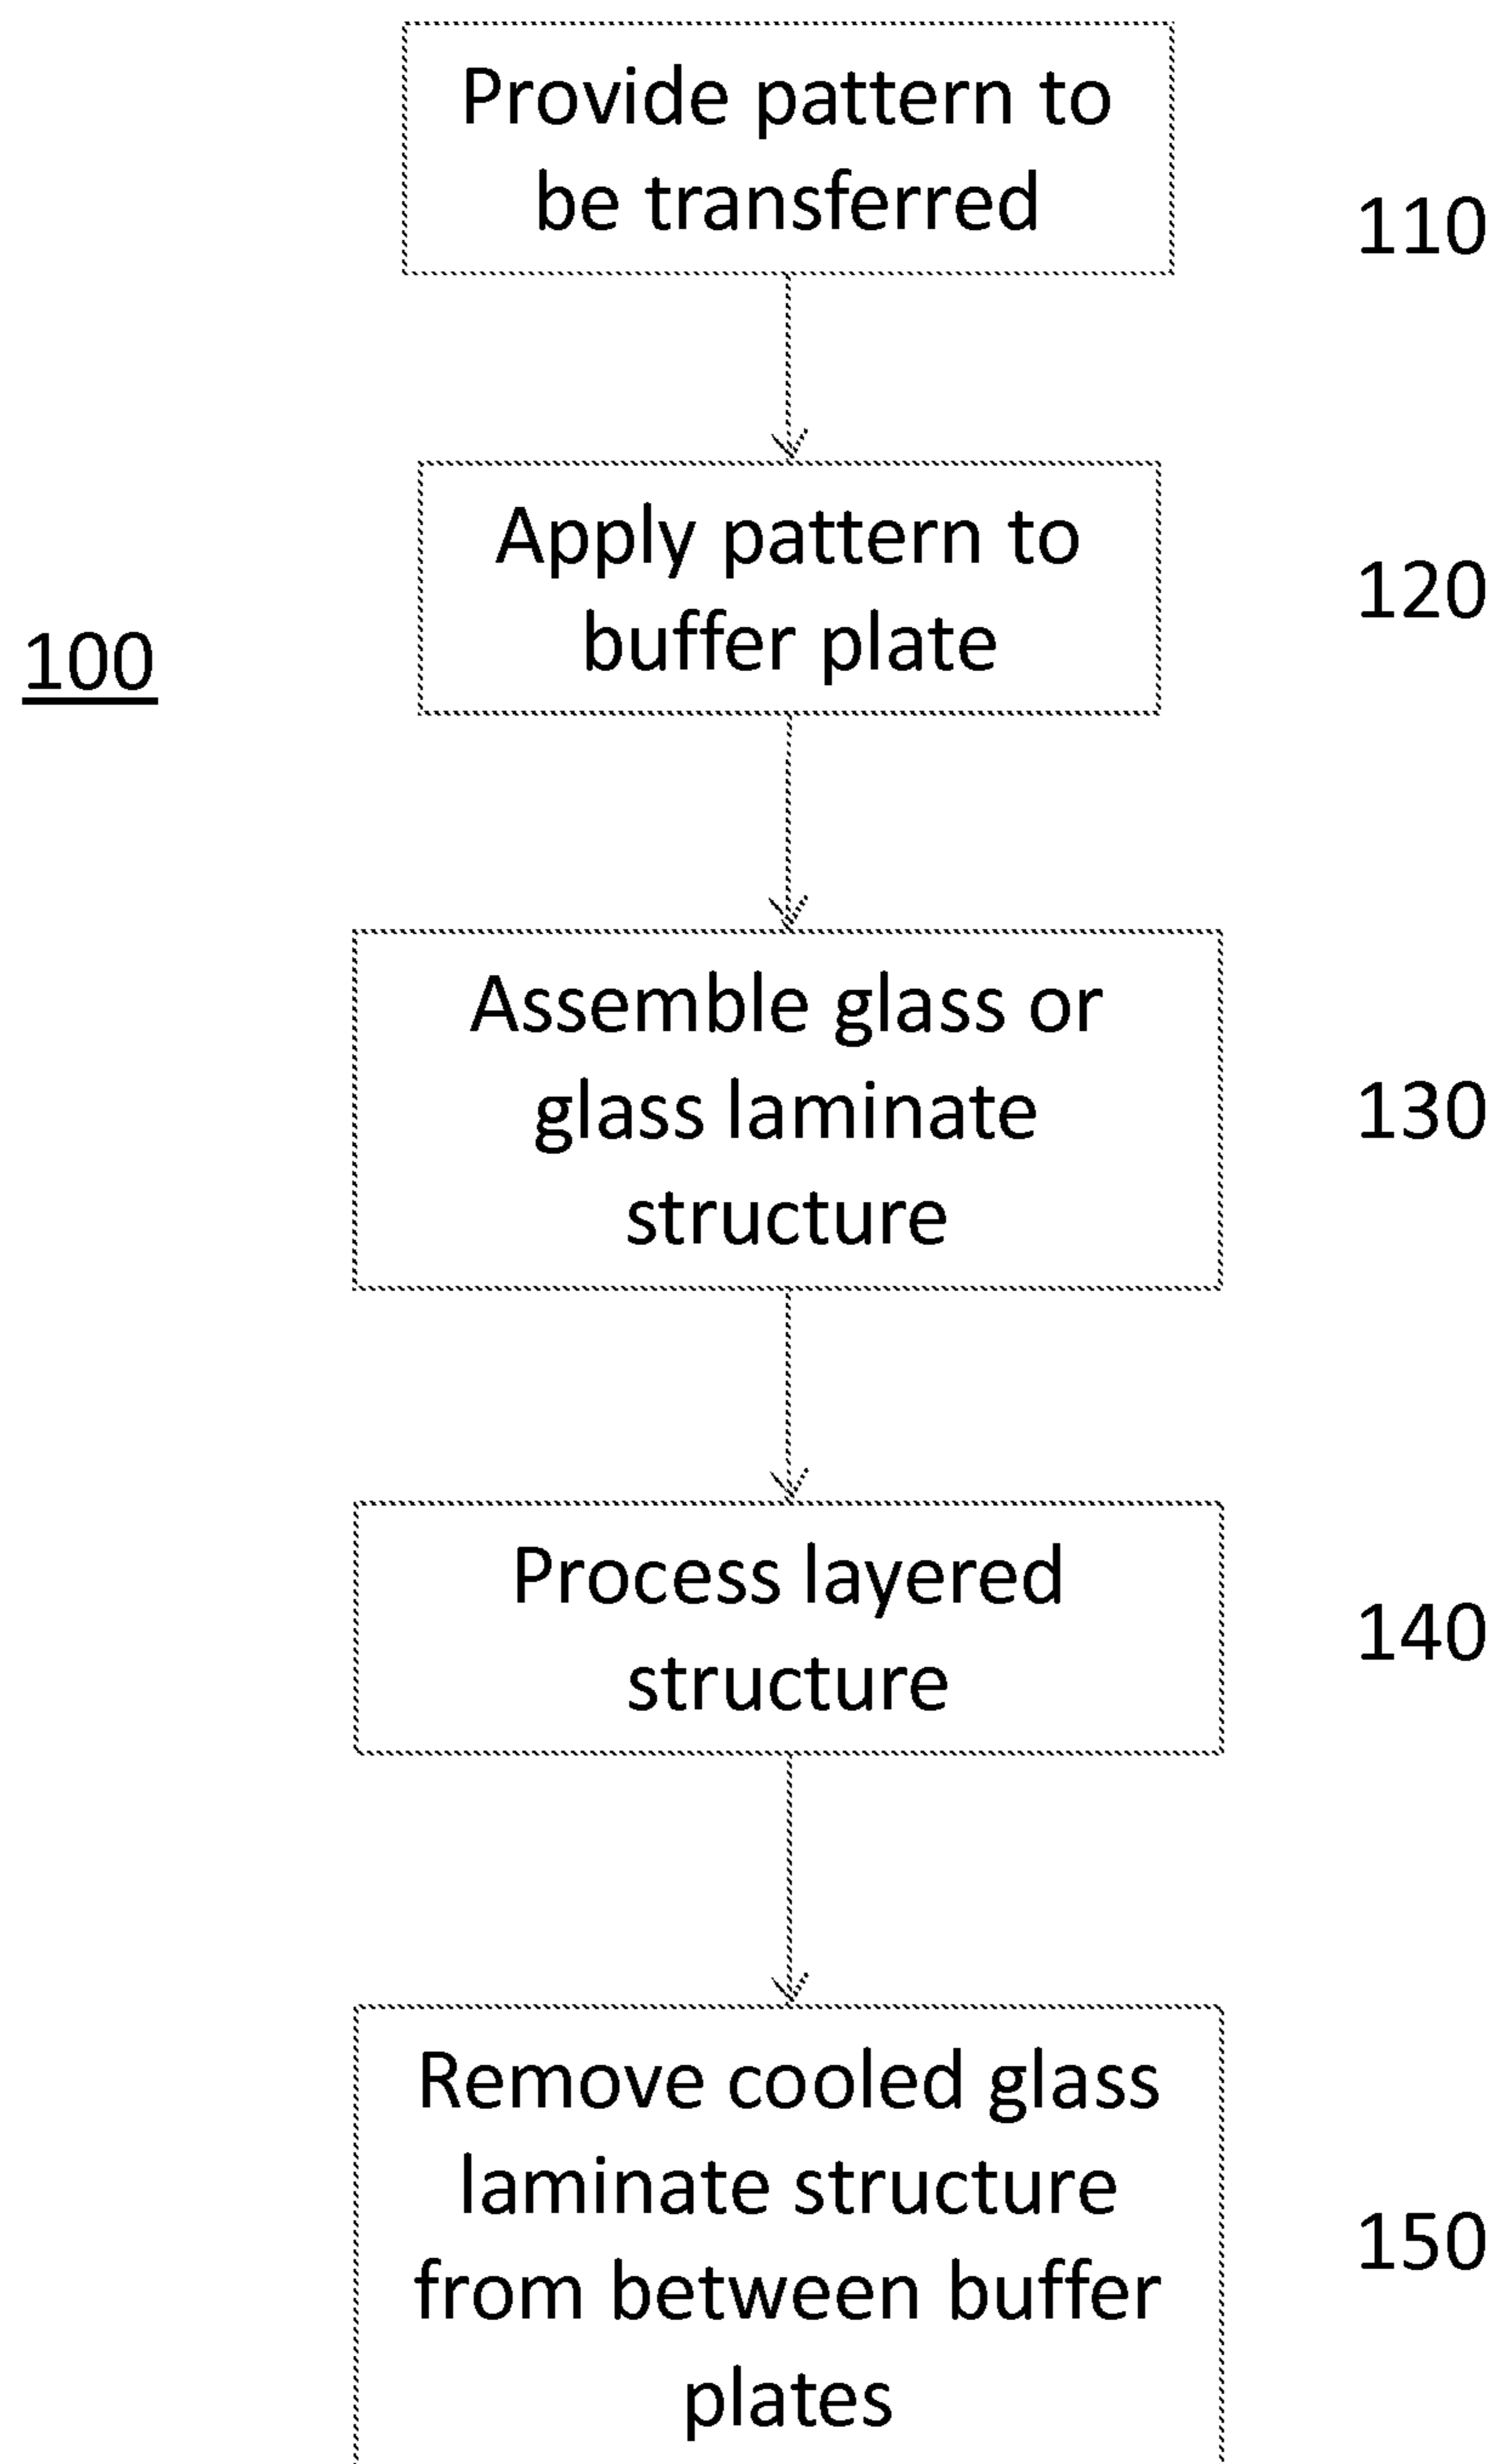 Provide pattern to
be transferred
110
Apply pattern to
buffer plate
120
100
Assemble glass or
glass laminate
structure
130
Process layered
structure
140
Remove cooled glass
laminate structure
from between buffer
plates
150